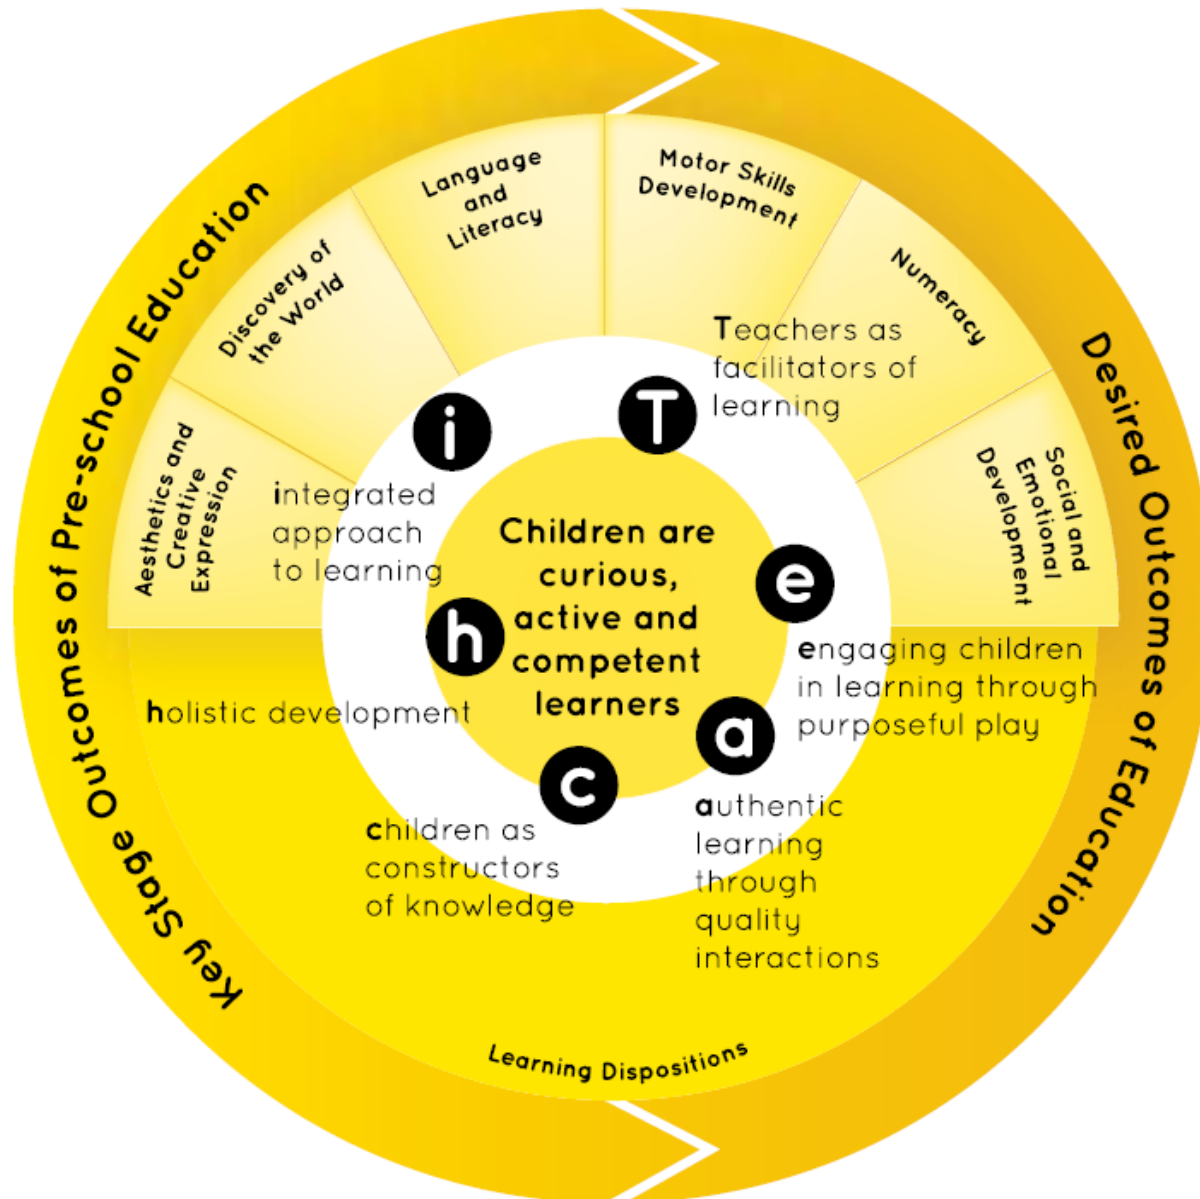 Key Stage Outcomes of Pre-school Education
Desired Outcomes of Education
Aesthetics and
Creative
Expression
Discovery of
the World
Language
and
Literacy
Motor Skills
Development
Numeracy
Social and
Emotional
Development
i
integrated
approach
to learning
T
Teachers as
facilitators of
learning
e
engaging children
in learning through
purposeful play
a
authentic
learning
through
quality
interactions
c
children as
constructors
of knowledge
h
holistic development
Children are
curious,
active and
competent
learners
Learning Dispositions